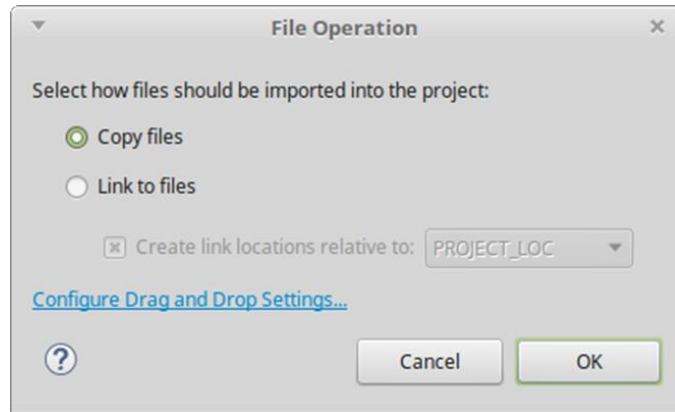 File Operation
Select how files should be imported into the project:
Copy files
Link to files
Create link locations relative to: PROJECT_LOC
Configure Drag and Drop Settings...
?
Cancel OK